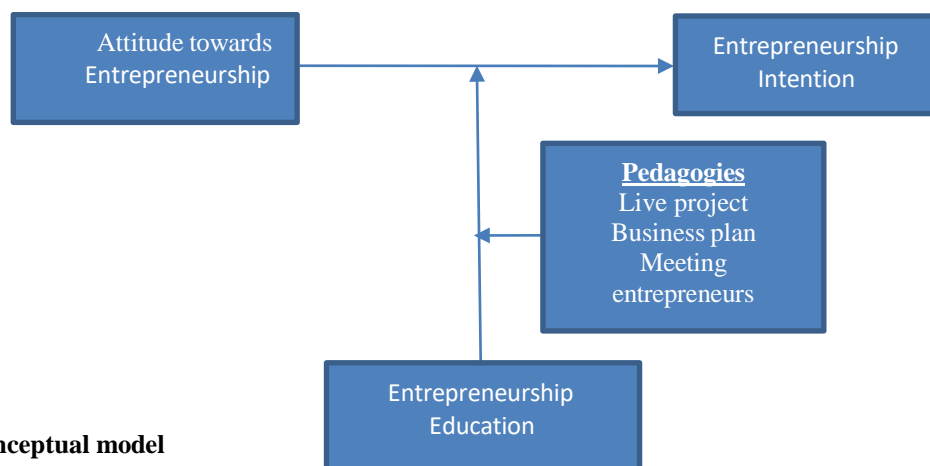 Attitude towards
Entrepreneurship
Entrepreneurship
Intention
Pedagogies
Live project
Business plan
Meeting
entrepreneurs
Entrepreneurship
Education
nceptual model